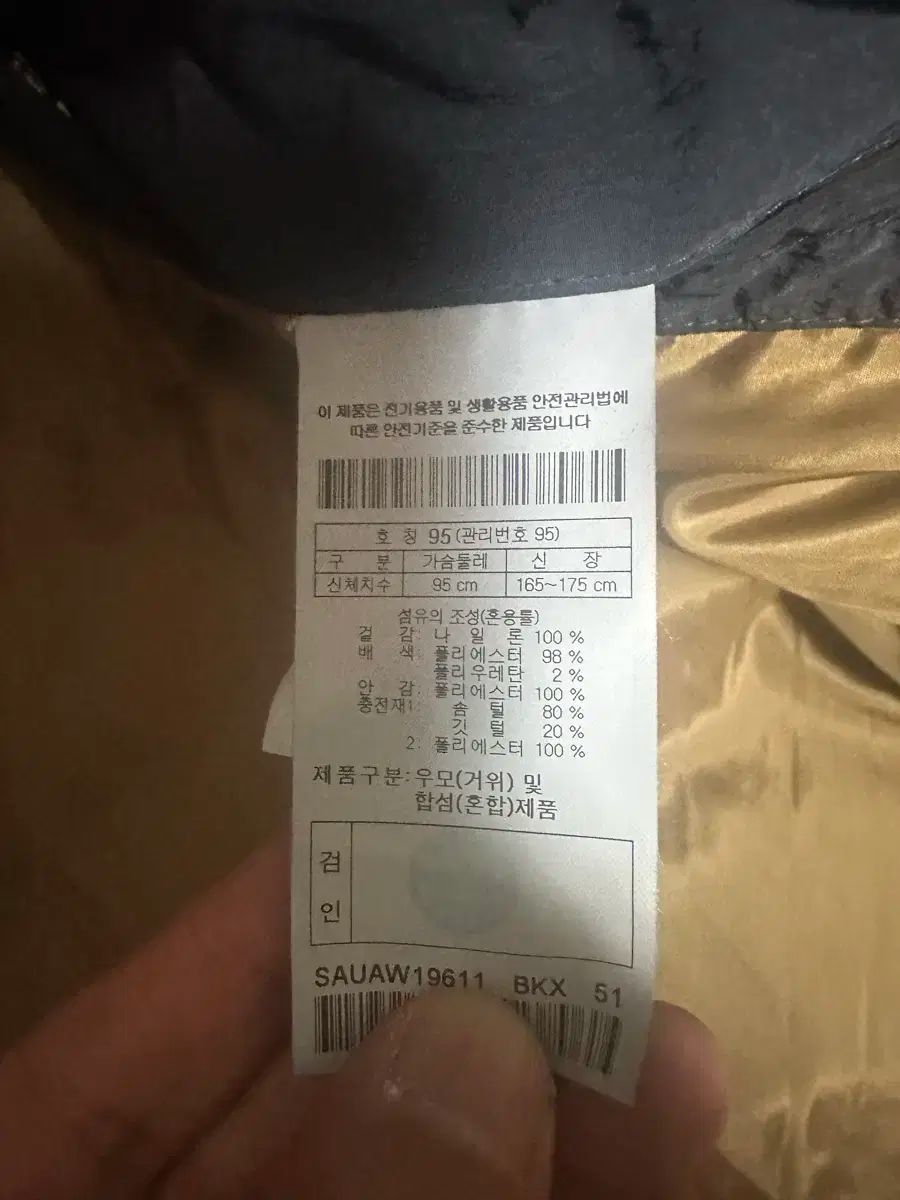 이 제품은 전기용품 및 생활용품 안전관리법에
따른 안전기준을 준수한 제품입니다
호 칭 95(관리번호 95)
구 분 가슴둘레 신 장
신체치수 95 cm 165~175 cm
섬유의 조성(혼용률)
겉 감: 나 일 론 100 %
배 색: 폴리에스터 98 %
폴리우레탄 2 %
안 감: 폴리에스터 100 %
충전재1: 솜 털 80 %
깃 털 20 %
2: 폴리에스터 100 %
제품구분:우모(거위) 및
합섬(혼합)제품
검
인
SAUAW19611 BKX 51